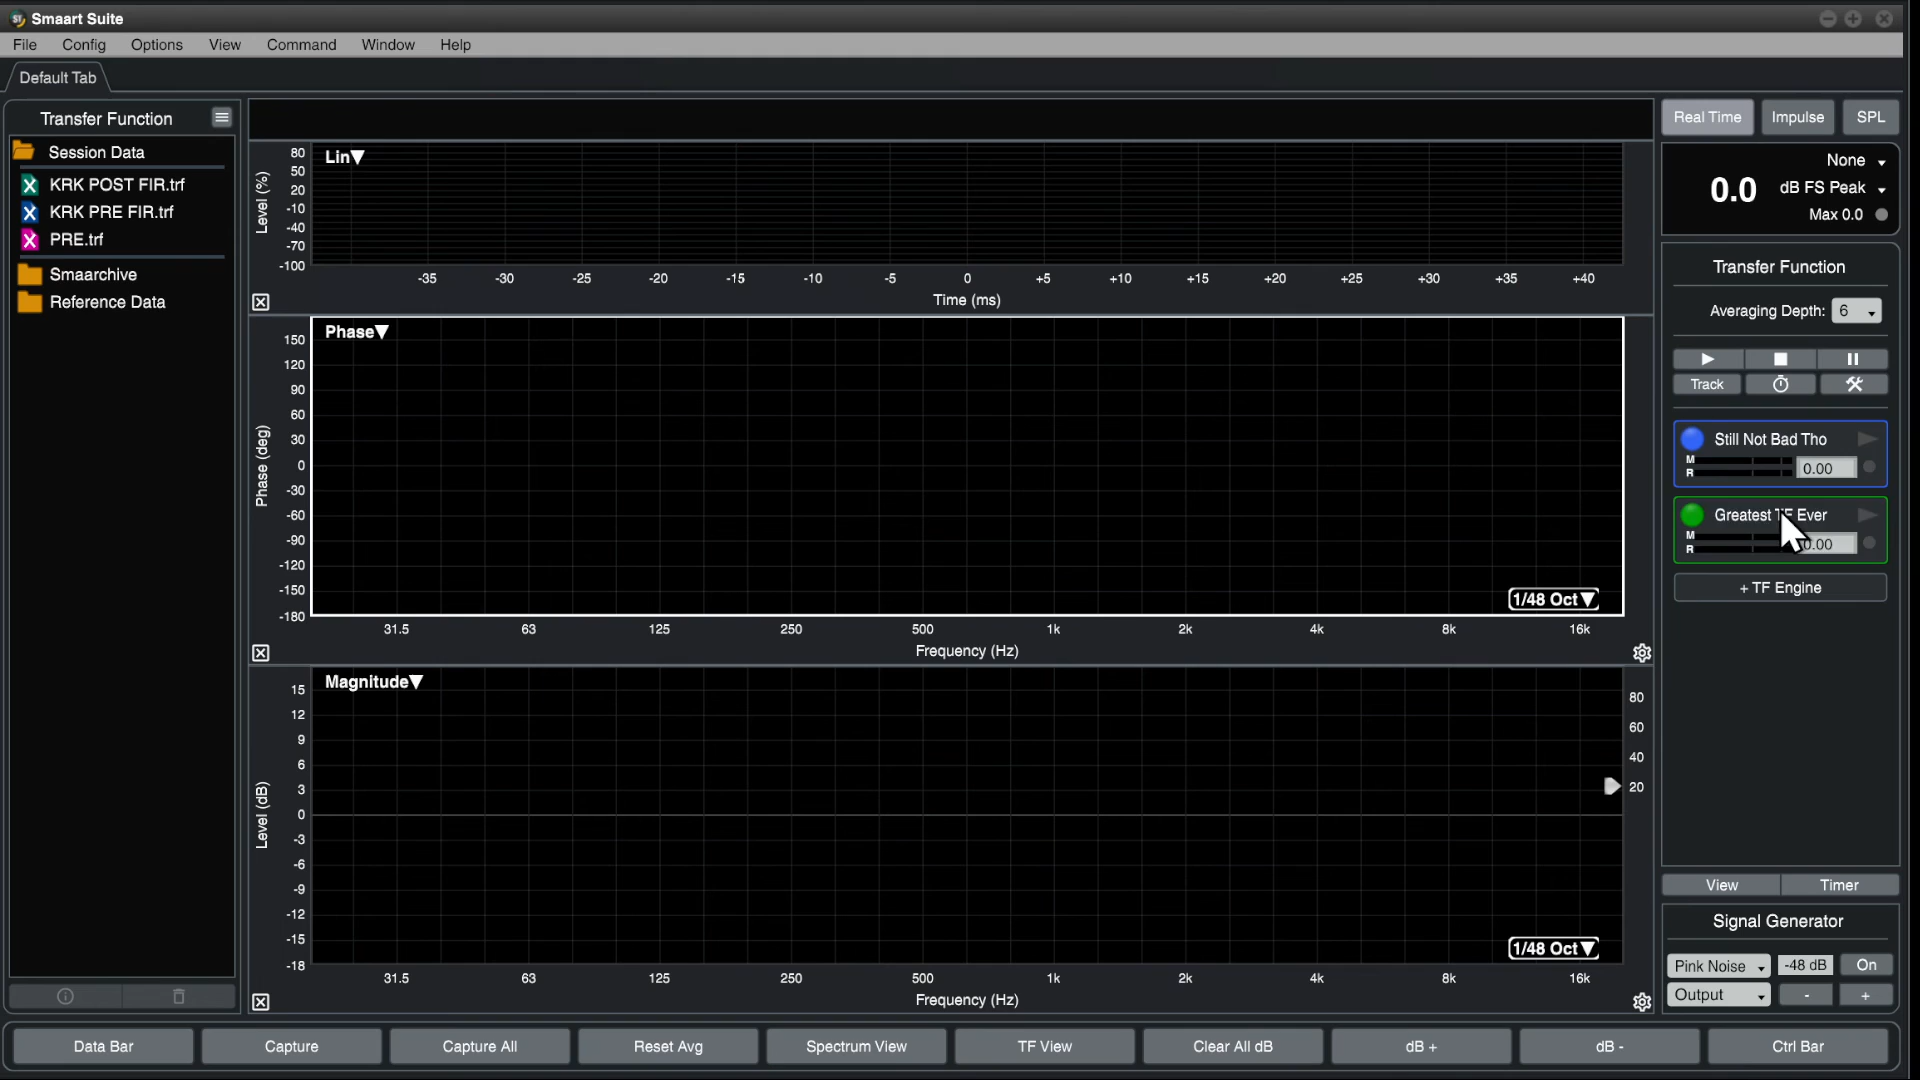 Smaart Suite
File Config Options View Command Window Help
Default Tab
Transfer Function
Session Data
KRK POST FIR.trf
KRK PRE FIR.trf
PRE.trf
Smaarchive
Reference Data
Lin▼
Level (%)
80
50
20
-10
-40
-70
-100
-35 -30 -25 -20 -15 -10 -5 0 +5 +10 +15 +20 +25 +30 +35 +40
Time (ms)
Phase▼
Phase (deg)
150
120
90
60
30
0
-30
-60
-90
-120
-150
-180
1/48 Oct▼
31.5 63 125 250 500 1k 2k 4k 8k 16k
Frequency (Hz)
Magnitude▼
Level (dB)
15
12
9
6
3
0
-3
-6
-9
-12
-15
-18
80
60
40
20
1/48 Oct▼
31.5 63 125 250 500 1k 2k 4k 8k 16k
Frequency (Hz)
Real Time Impulse SPL
None
0.0 dB FS Peak
Max 0.0
Transfer Function
Averaging Depth: 6
Track
Still Not Bad Tho
M
R
0.00
Greatest TF Ever
M
R
0.00
+ TF Engine
View Timer
Signal Generator
Pink Noise -48 dB On
Output - +
Data Bar Capture Capture All Reset Avg Spectrum View TF View Clear All dB dB + dB - Ctrl Bar